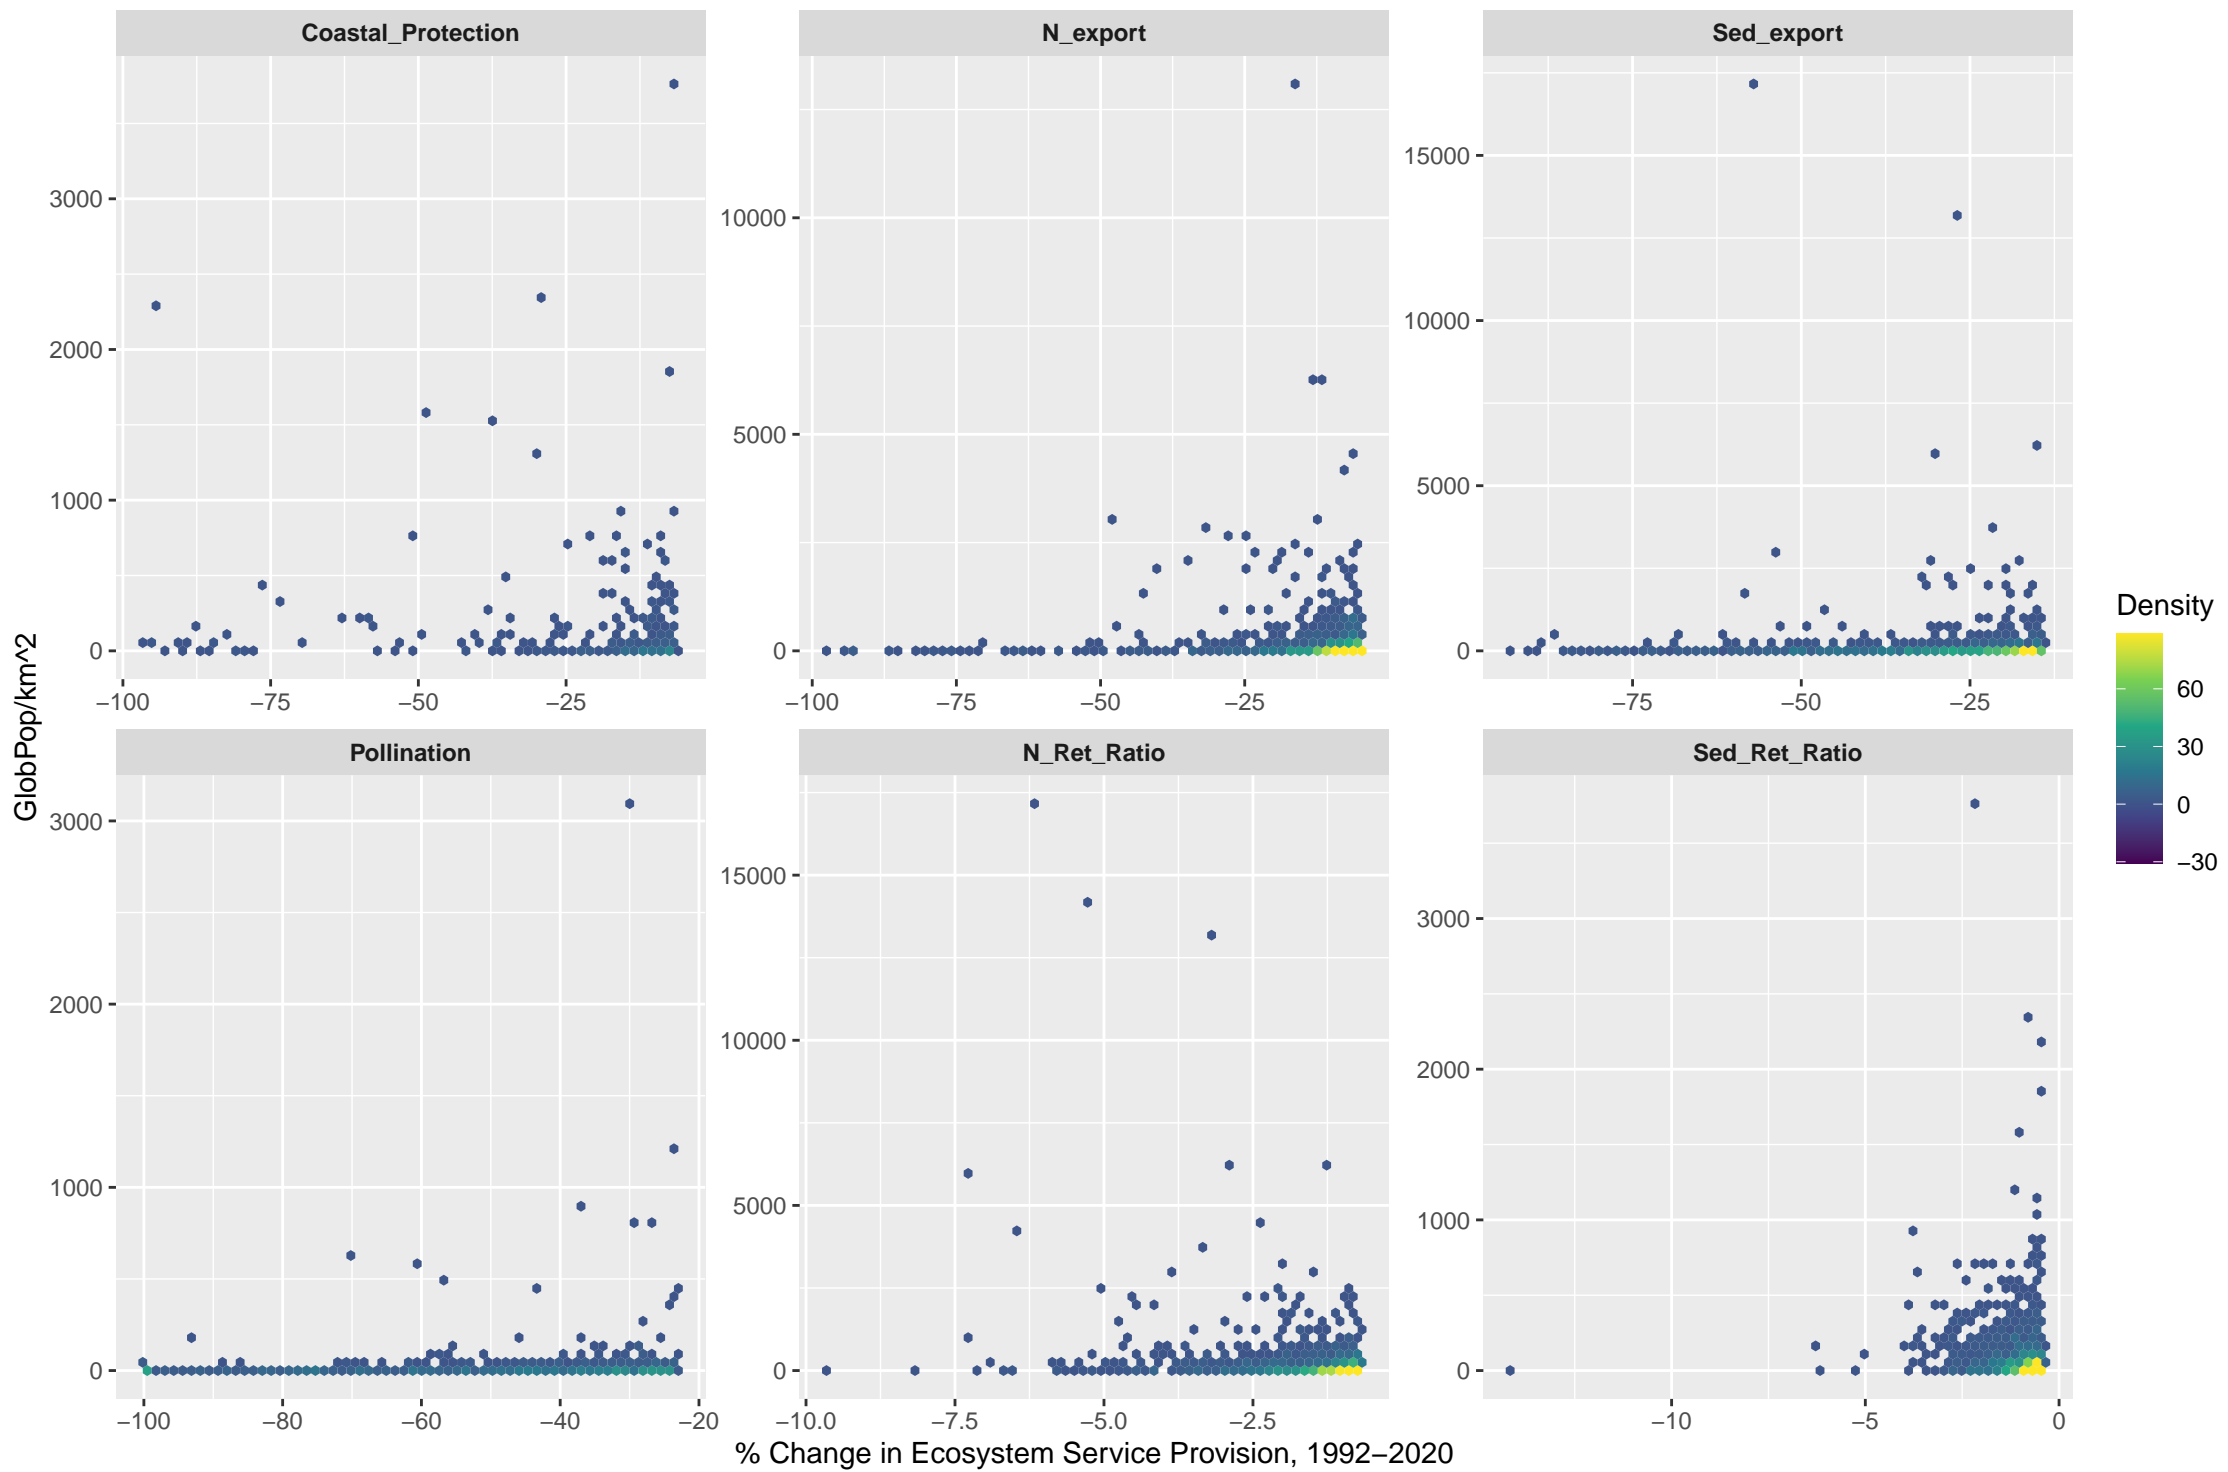 Coastal_Protection
N_export
Sed_export
3000
2000
1000
0
−100 −75 −50 −25
10000
5000
0
−100 −75 −50 −25
15000
10000
5000
0
−75 −50 −25
Pollination
N_Ret_Ratio
Sed_Ret_Ratio
3000
2000
1000
0
−100 −80 −60 −40 −20
15000
10000
5000
0
−10.0 −7.5 −5.0 −2.5
3000
2000
1000
0
−10 −5 0
GlobPop/km^2
% Change in Ecosystem Service Provision, 1992−2020
Density
60
30
0
−30